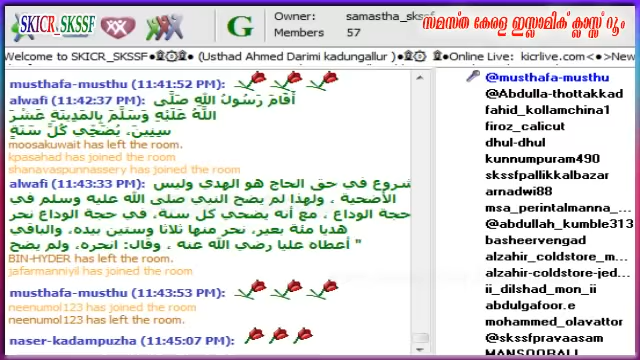 SKICR_SKSSF
G
Owner: samastha_skssf
Members 57
സമസ്ത കേരള ഇസ്ലാമിക് ക്ലാസ്സ് റൂം
Welcome to SKICR_SKSSF (Usthad Ahmed Darimi kadungallur) Online Live: kicrlive.com<●>New
musthafa-musthu (11:41:52 PM):
alwafi (11:42:37 PM): أَقَامَ رَسُولُ اللَّهِ صَلَّى
اللَّهُ عَلَيْهِ وَسَلَّمَ بِالْمَدِينَةِ عَشْرَ
سِنِينَ، يُضَحِّي كُلَّ سَنَةٍ
moosakuwait has left the room.
kpasahad has joined the room
shanavaspunnassery has joined the room
alwafi (11:43:33 PM): شروع في حق الحاج هو الهدي وليس
الأضحية ، ولهذا لم يضح النبي صلى الله عليه وسلم في
حجة الوداع ، مع أنه يضحي كل سنة، في حجة الوداع نحر
هديا مئة بعير، نحر منها ثلاثا وستين بيده، والباقي
أعطاه عليا رضي الله عنه ، وقال: انحره، ولم يضح "
BIN-HYDER has left the room.
jafarmanniyil has joined the room
musthafa-musthu (11:43:53 PM):
neenumol123 has joined the room
neenumol123 has left the room.
naser-kadampuzha (11:45:07 PM):
@musthafa-musthu
@Abdulla-thottakkad
fahid_kollamchina1
firoz_calicut
dhul-dhul
kunnumpuram490
skssfpallikkalbazar
arnadwi88
msa_perintalmanna_...
@abdullah_kumble313
basheervengad
alzahir_coldstore_m...
alzahir-coldstore-jed...
ii_dilshad_mon_ii
abdulgafoor.e
mohammed_olavattor
@skssfpravaasam
MANSOORALI